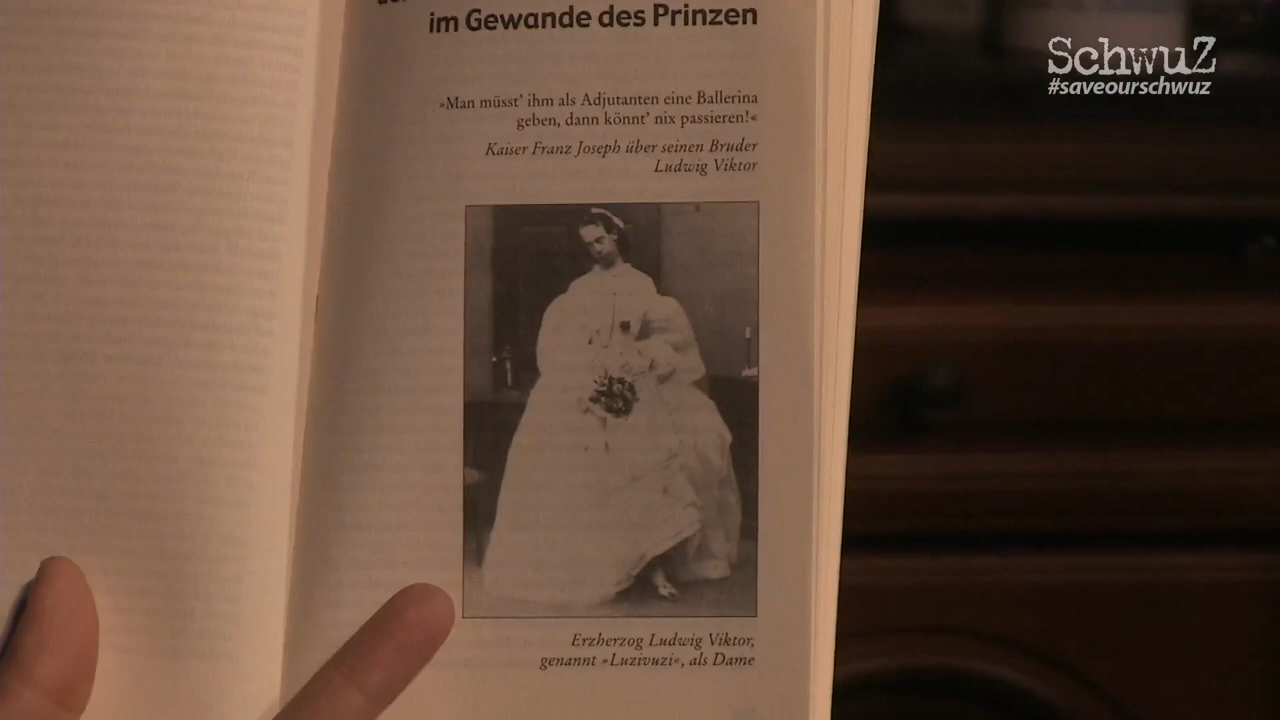 im Gewande des Prinzen
»Man müsst’ ihm als Adjutanten eine Ballerina
geben, dann könnt’ nix passieren!«
Kaiser Franz Joseph über seinen Bruder
Ludwig Viktor
Erzherzog Ludwig Viktor,
genannt »Luzivuzi«, als Dame
SchwuZ
#saveourschwuz